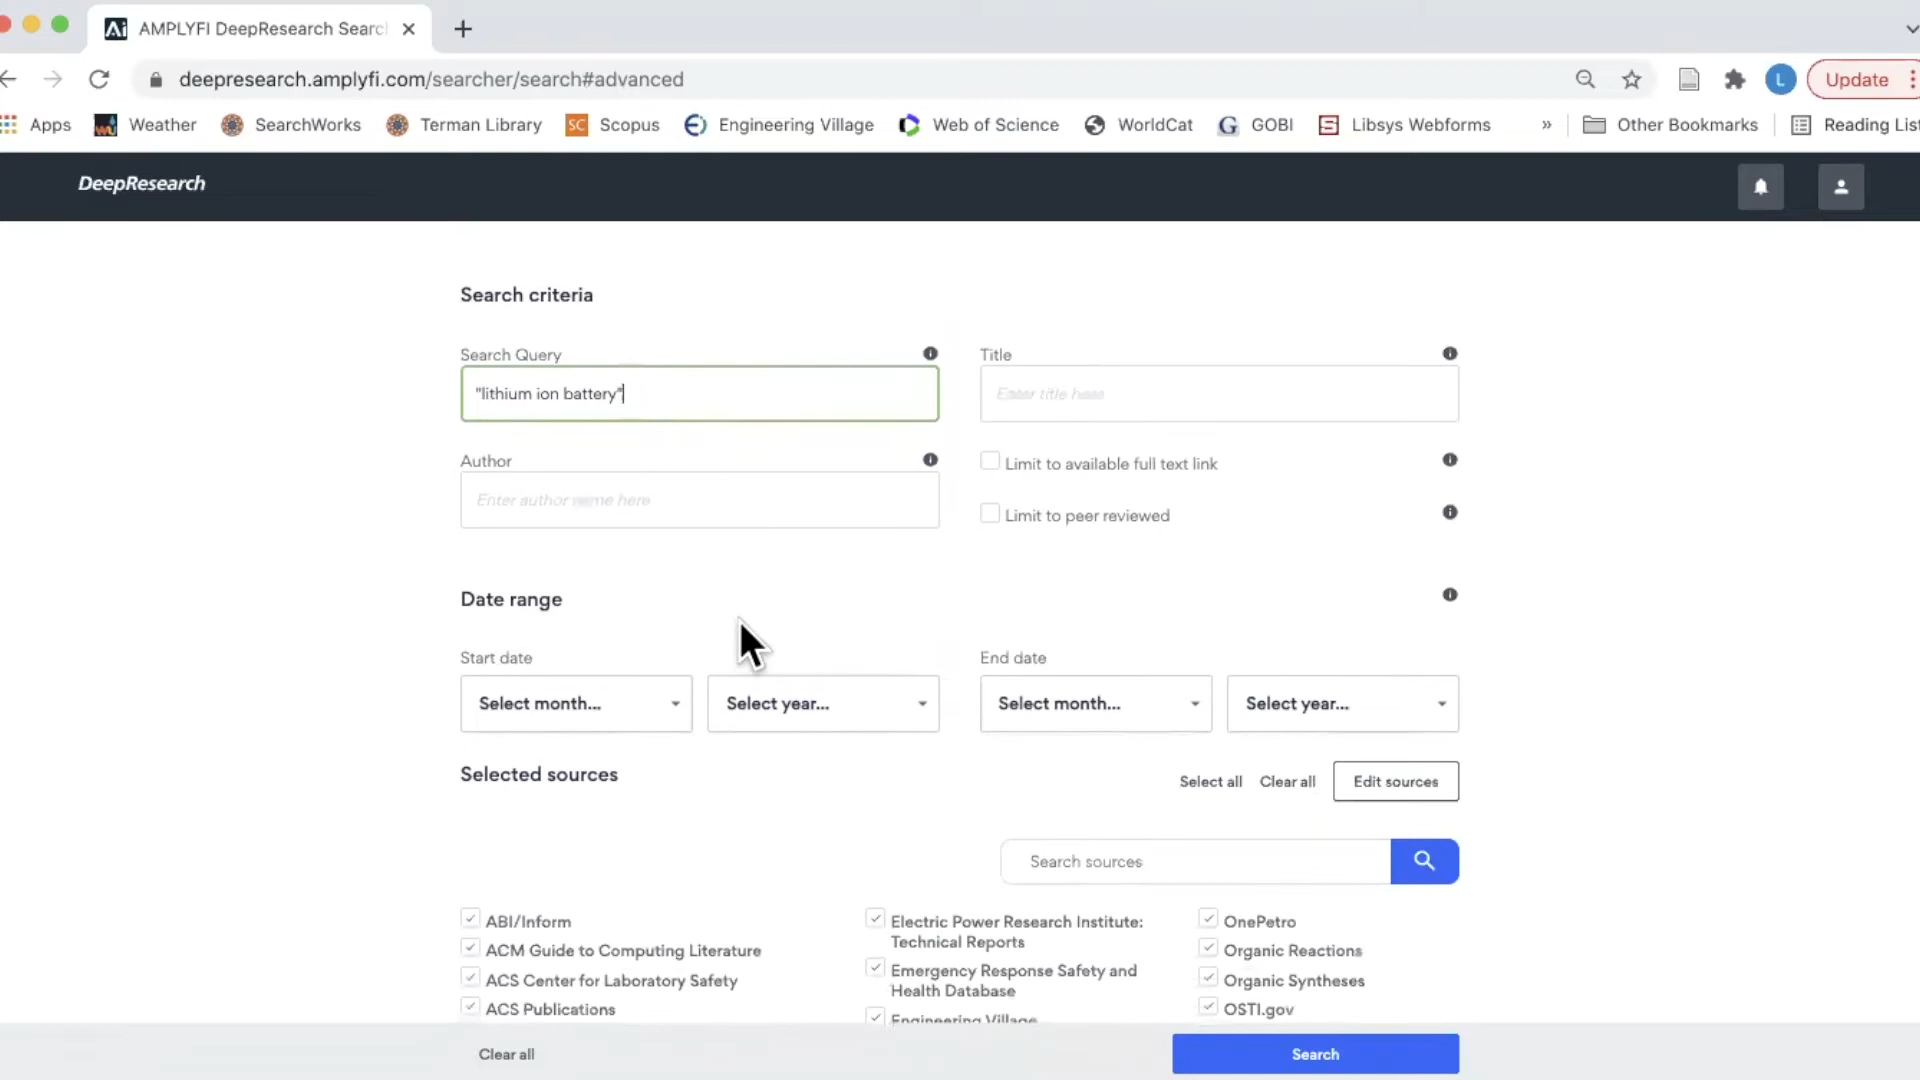 AMPLYFI DeepResearch Searc
deepresearch.amplyfi.com/searcher/search#advanced
L
Update
Apps
Weather
SearchWorks
Terman Library
SC Scopus
Engineering Village
Web of Science
WorldCat
G GOBI
Libsys Webforms
»
Other Bookmarks
Reading List
DeepResearch
Search criteria
Search Query
Title
"lithium ion battery"
Enter title here
Author
Limit to available full text link
Enter author name here
Limit to peer reviewed
Date range
Start date
End date
Select month...
Select year...
Select month...
Select year...
Selected sources
Select all
Clear all
Edit sources
Search sources
ABI/Inform
ACM Guide to Computing Literature
ACS Center for Laboratory Safety
ACS Publications
Electric Power Research Institute:
Technical Reports
Emergency Response Safety and
Health Database
Engineering Village
OnePetro
Organic Reactions
Organic Syntheses
OSTI.gov
Clear all
Search